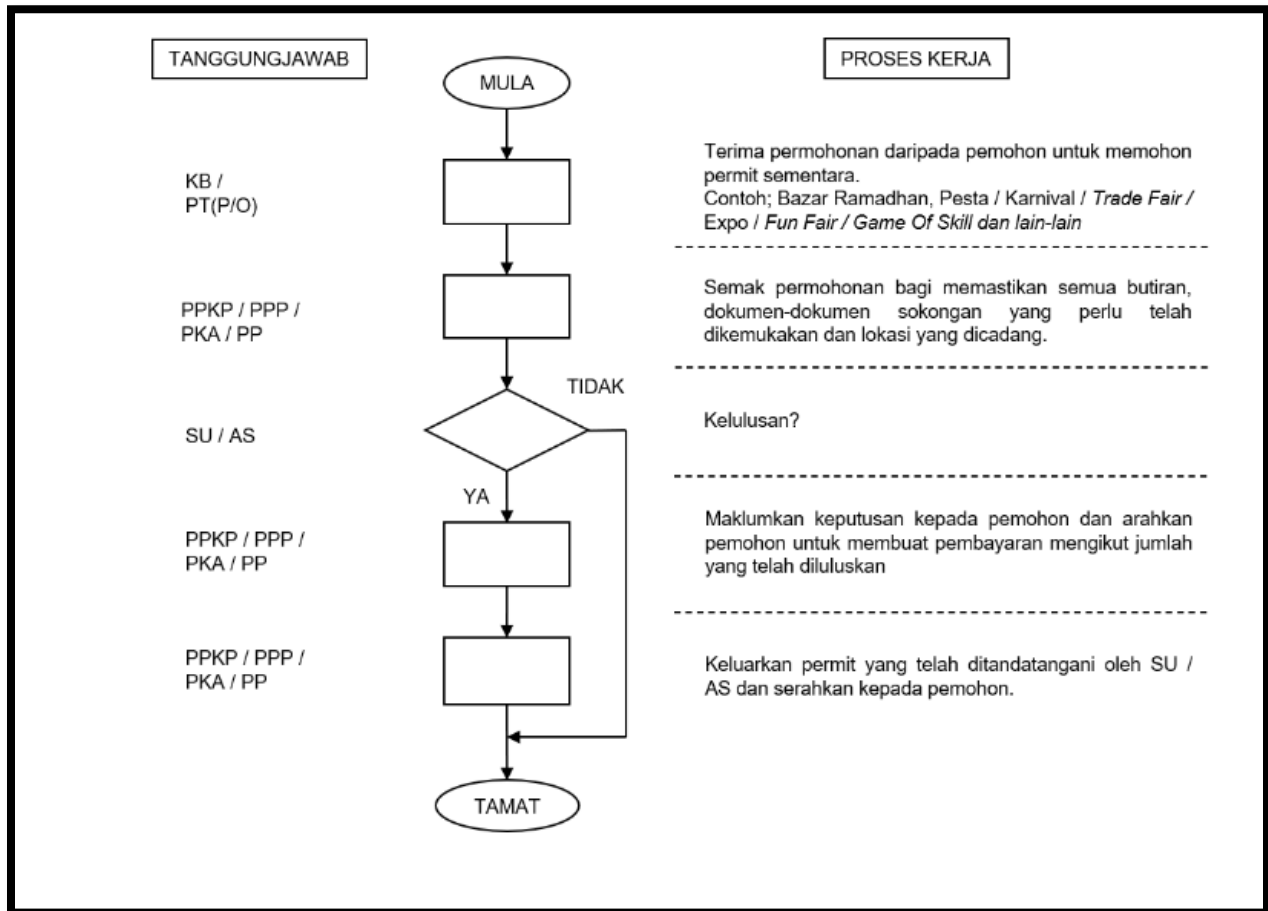 TANGGUNGJAWAB
PROSES KERJA
MULA
KB /
PT(P/O)
Terima permohonan daripada pemohon untuk memohon
permit sementara.
Contoh; Bazar Ramadhan, Pesta / Karnival / Trade Fair /
Expo / Fun Fair / Game Of Skill dan lain-lain
PPKP / PPP /
PKA / PP
Semak permohonan bagi memastikan semua butiran,
dokumen-dokumen sokongan yang perlu telah
dikemukakan dan lokasi yang dicadang.
TIDAK
SU / AS
Kelulusan?
YA
PPKP / PPP /
PKA / PP
Maklumkan keputusan kepada pemohon dan arahkan
pemohon untuk membuat pembayaran mengikut jumlah
yang telah diluluskan
PPKP / PPP /
PKA / PP
Keluarkan permit yang telah ditandatangani oleh SU /
AS dan serahkan kepada pemohon.
TAMAT